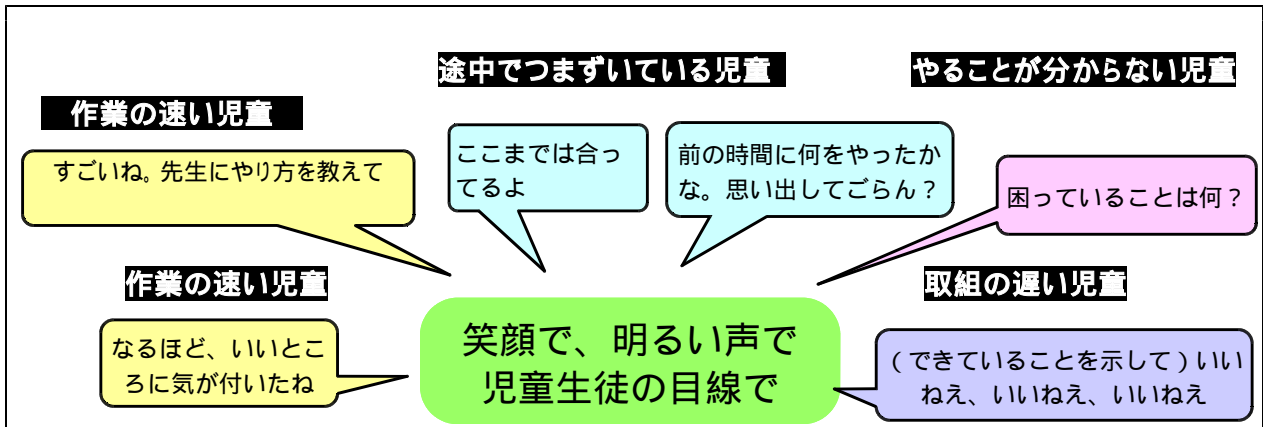 途中でつまずいている児童
やることが分からない児童
作業の速い児童
すごいね。先生にやり方を教えて
ここまでは合っ
てるよ
前の時間に何をやったか
な。思い出してごらん？
困っていることは何？
作業の速い児童
なるほど、いいとこ
ろに気が付いたね
笑顔で、明るい声で
児童生徒の目線で
取組の遅い児童
（できていることを示して）いい
ねえ、いいねえ、いいねえ